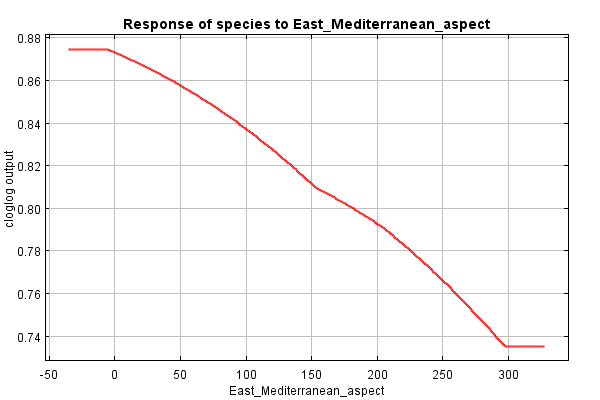 Response of species to East_Mediterranean_aspect
0.88
0.86
0.84
0.82
0.80
0.78
0.76
0.74
cloglog output
-50 0 50 100 150 200 250 300
East_Mediterranean_aspect